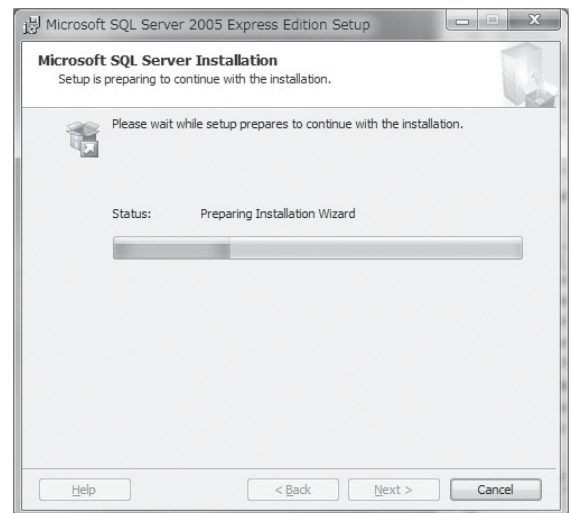 Microsoft SQL Server 2005 Express Edition Setup
Microsoft SQL Server Installation
Setup is preparing to continue with the installation.
Please wait while setup prepares to continue with the installation.
Status: Preparing Installation Wizard
Help < Back Next > Cancel